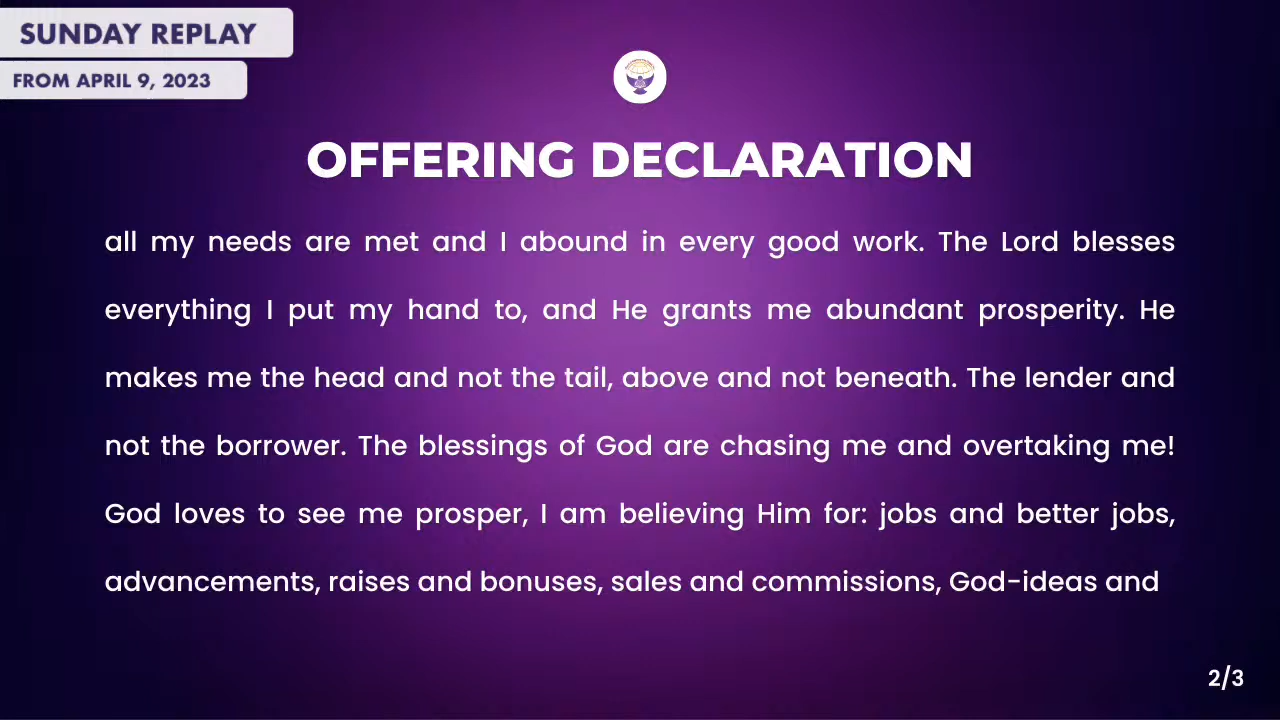 SUNDAY REPLAY
FROM APRIL 9, 2023
OFFERING DECLARATION
all my needs are met and I abound in every good work. The Lord blesses
everything I put my hand to, and He grants me abundant prosperity. He
makes me the head and not the tail, above and not beneath. The lender and
not the borrower. The blessings of God are chasing me and overtaking me!
God loves to see me prosper, I am believing Him for: jobs and better jobs,
advancements, raises and bonuses, sales and commissions, God-ideas and
2/3